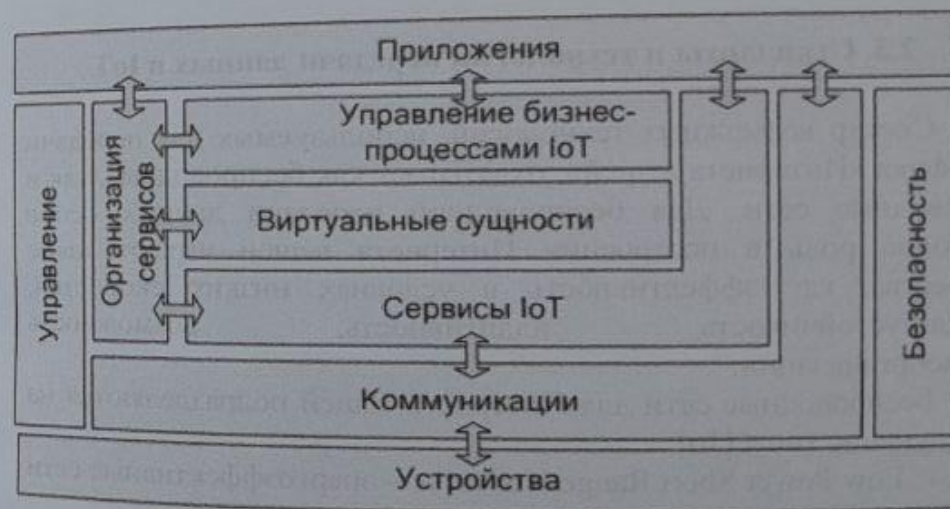 Приложения
Управление
Организация
сервисов
Управление бизнес-
процессами IoT
Виртуальные сущности
Сервисы IoT
Коммуникации
Безопасность
Устройства